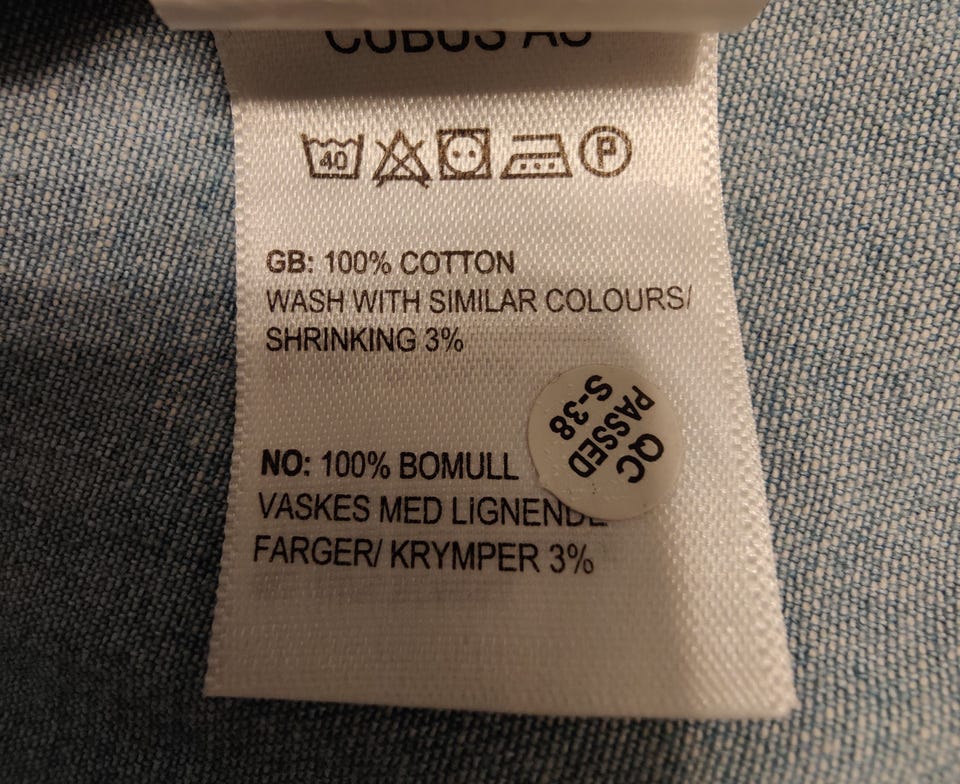 CUBUS AS
40
P
GB: 100% COTTON
WASH WITH SIMILAR COLOURS/
SHRINKING 3%
QC
PASSED
S-38
NO: 100% BOMULL
VASKES MED LIGNENDE
FARGER/ KRYMPER 3%